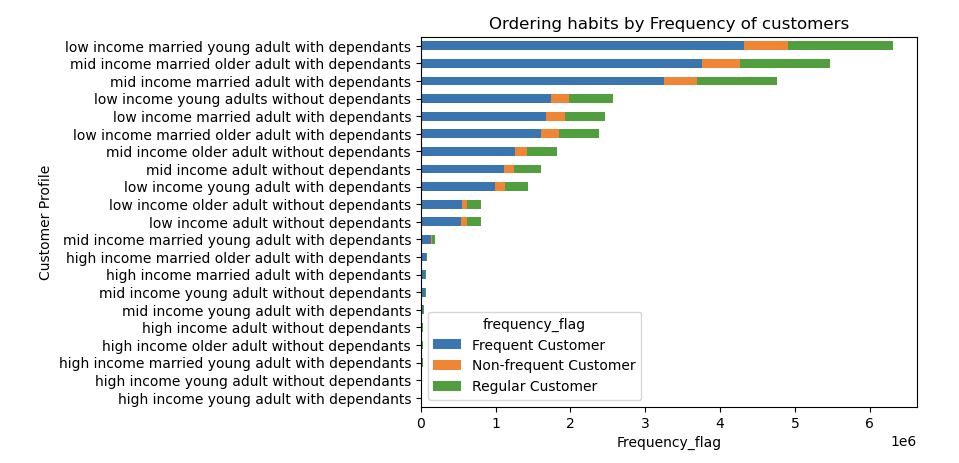 Ordering habits by Frequency of customers
Customer Profile
low income married young adult with dependants
mid income married older adult with dependants
mid income married adult with dependants
low income young adults without dependants
low income married adult with dependants
low income married older adult with dependants
mid income older adult without dependants
mid income adult without dependants
low income young adult with dependants
low income older adult without dependants
low income adult without dependants
mid income married young adult with dependants
high income married older adult with dependants
high income married adult with dependants
mid income young adult without dependants
mid income young adult with dependants
high income adult without dependants
high income older adult without dependants
high income married young adult with dependants
high income young adult without dependants
high income young adult with dependants
frequency_flag
Frequent Customer
Non-frequent Customer
Regular Customer
0 1 2 3 4 5 6
1e6
Frequency_flag